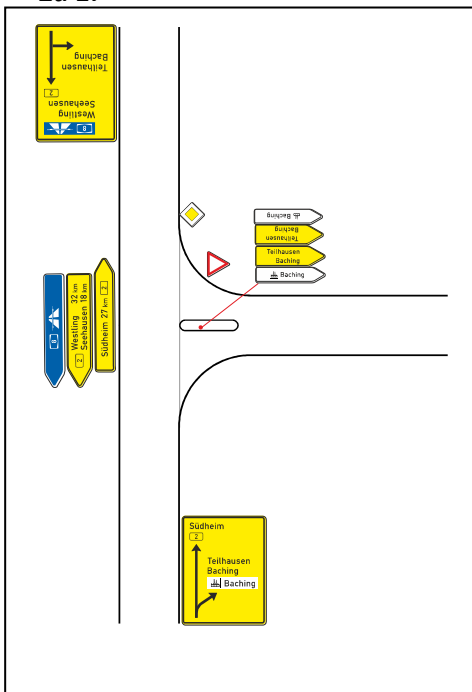 8
Westling
Seehausen
2
Teilhausen
Baching
Baching
Teilhausen
Baching
Teilhausen
Baching
Baching
8
Westling 32 km
2 Seehausen 18 km
Südheim 27 km 2
Südheim
2
Teilhausen
Baching
Baching